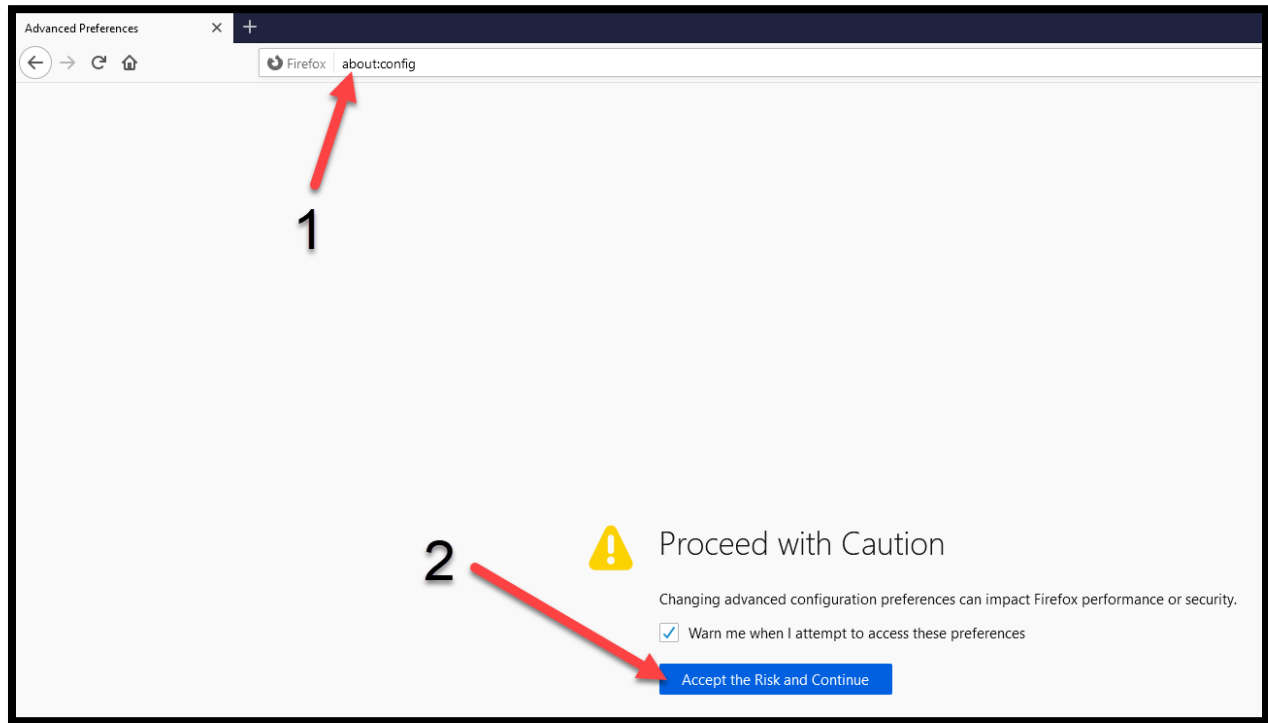 Advanced Preferences
Firefox about:config
1
2
Proceed with Caution
Changing advanced configuration preferences can impact Firefox performance or security.
Warn me when I attempt to access these preferences
Accept the Risk and Continue